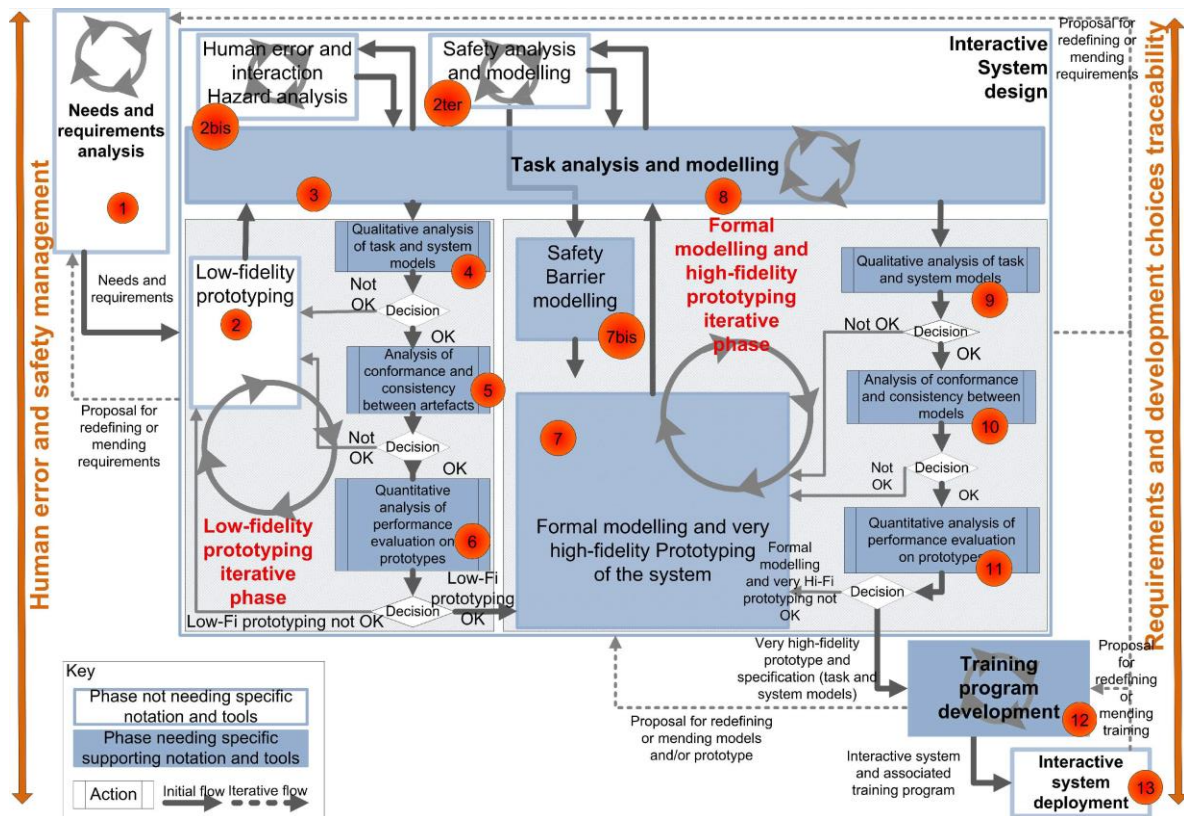 Human error and safety management
Requirements and development choices traceability
Needs and
requirements
analysis
1
Human error and
interaction
Hazard analysis
2bis
Safety analysis
and modelling
2ter
Interactive
System
design
Proposal for
redefining or
mending
requirements
Task analysis and modelling
3
8
Needs and
requirements
Low-fidelity
prototyping
2
Proposal for
redefining or
mending
requirements
Qualitative analysis
of task and system
models
4
Not
OK
Decision
OK
Analysis of
conformance and
consistency
between artefacts
5
Not
OK
Decision
OK
Quantitative
analysis of
performance
evaluation on
prototypes
6
Low-fidelity
prototyping
iterative
phase
Low-Fi prototyping not OK
Decision
Low-Fi
prototyping
OK
Safety
Barrier
modelling
7bis
Formal
modelling and
high-fidelity
prototyping
iterative
phase
7
Formal modelling and very
high-fidelity Prototyping
of the system
Qualitative analysis of task
and system models
9
Not OK
Decision
OK
Analysis of conformance
and consistency between
models
10
Not
OK
Decision
OK
Quantitative analysis of
performance evaluation
on prototypes
11
Formal
modelling
and very Hi-Fi
prototyping not
OK
Decision
Very high-fidelity
prototype and
specification (task and
system models)
Training
program
development
12
Proposal
for
redefining
or
mending
training
Proposal for redefining
or mending models
and/or prototype
Interactive system
and associated
training program
Interactive
system
deployment
13
Key
Phase not needing specific
notation and tools
Phase needing specific
supporting notation and tools
Action
Initial flow
Iterative flow